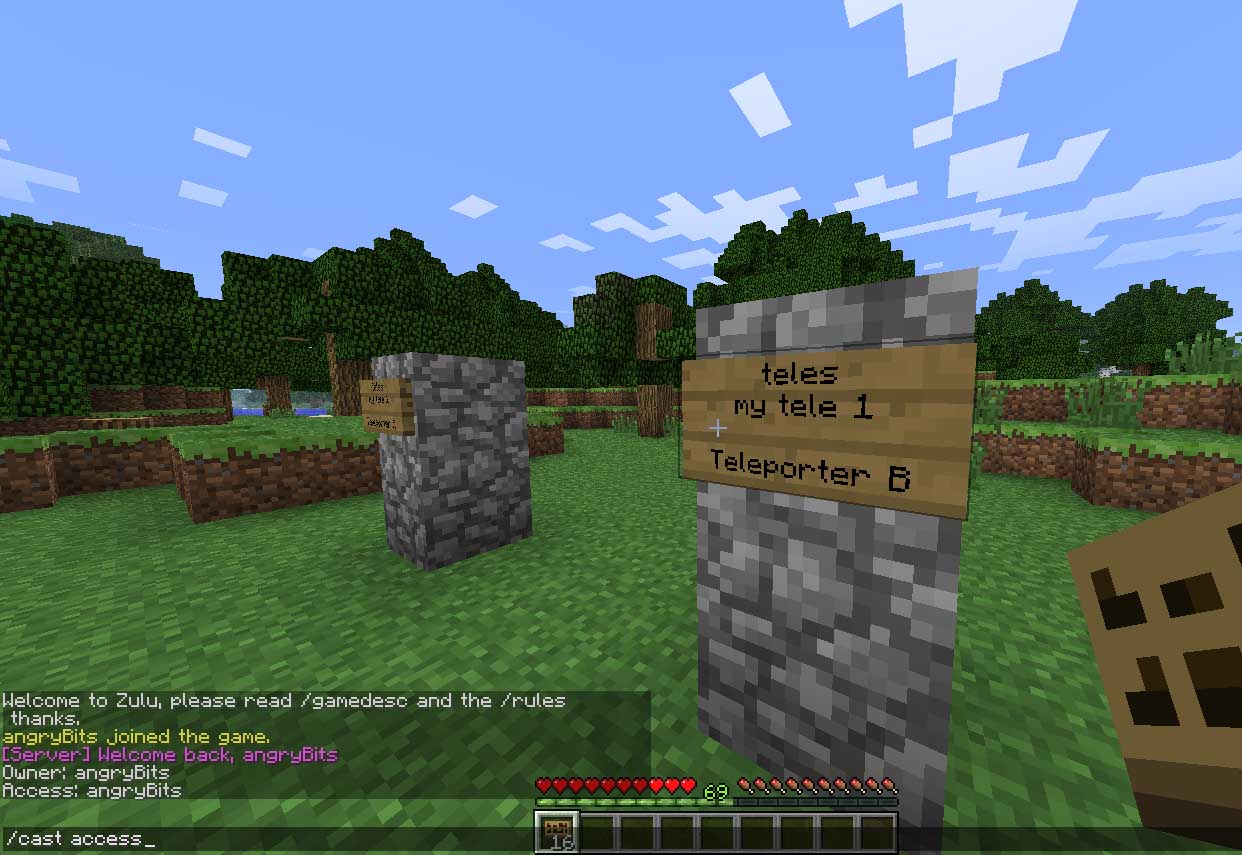 teles
my tele 1
Teleporter B
Welcome to Zulu, please read /gamedesc and the /rules
thanks.
angryBits joined the game.
[Server] Welcome back, angryBits
Owner: angryBits
Access: angryBits
69
16
/cast access_